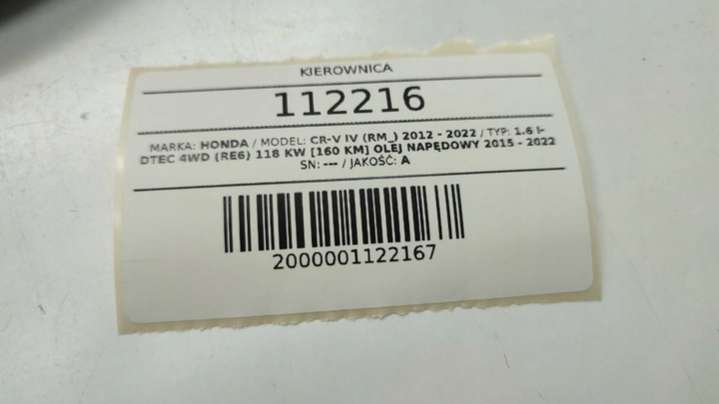 KIEROWNICA
112216
MARKA: HONDA / MODEL: CR-V IV (RM_) 2012 - 2022 / TYP: 1.6 I-
DTEC 4WD (RE6) 118 KW [160 KM] OLEJ NAPĘDOWY 2015 - 2022
SN: --- / JAKOŚĆ: A
2000001122167